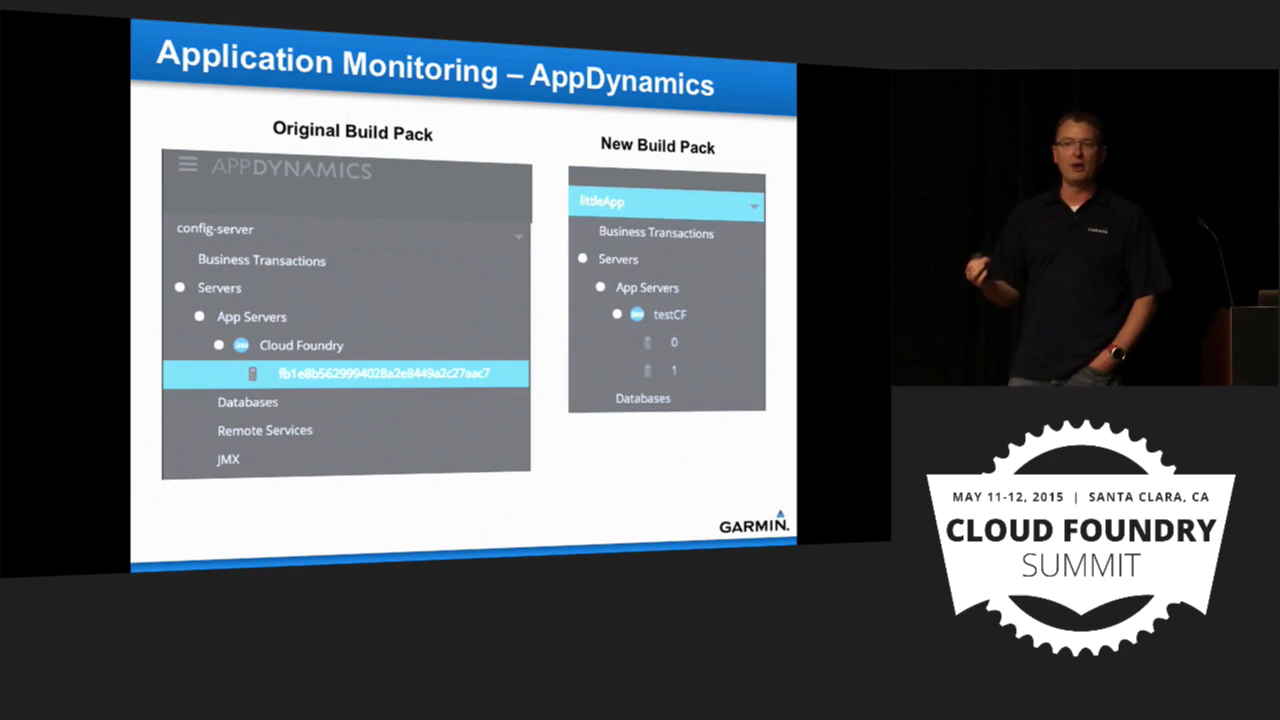 Application Monitoring – AppDynamics
Original Build Pack
APPDYNAMICS
config-server
Business Transactions
Servers
App Servers
Cloud Foundry
fb1e8b5629994028a2e8449a2c27aac7
Databases
Remote Services
JMX
New Build Pack
littleApp
Business Transactions
Servers
App Servers
testCF
0
1
Databases
GARMIN.
MAY 11-12, 2015 | SANTA CLARA, CA
CLOUD FOUNDRY
SUMMIT